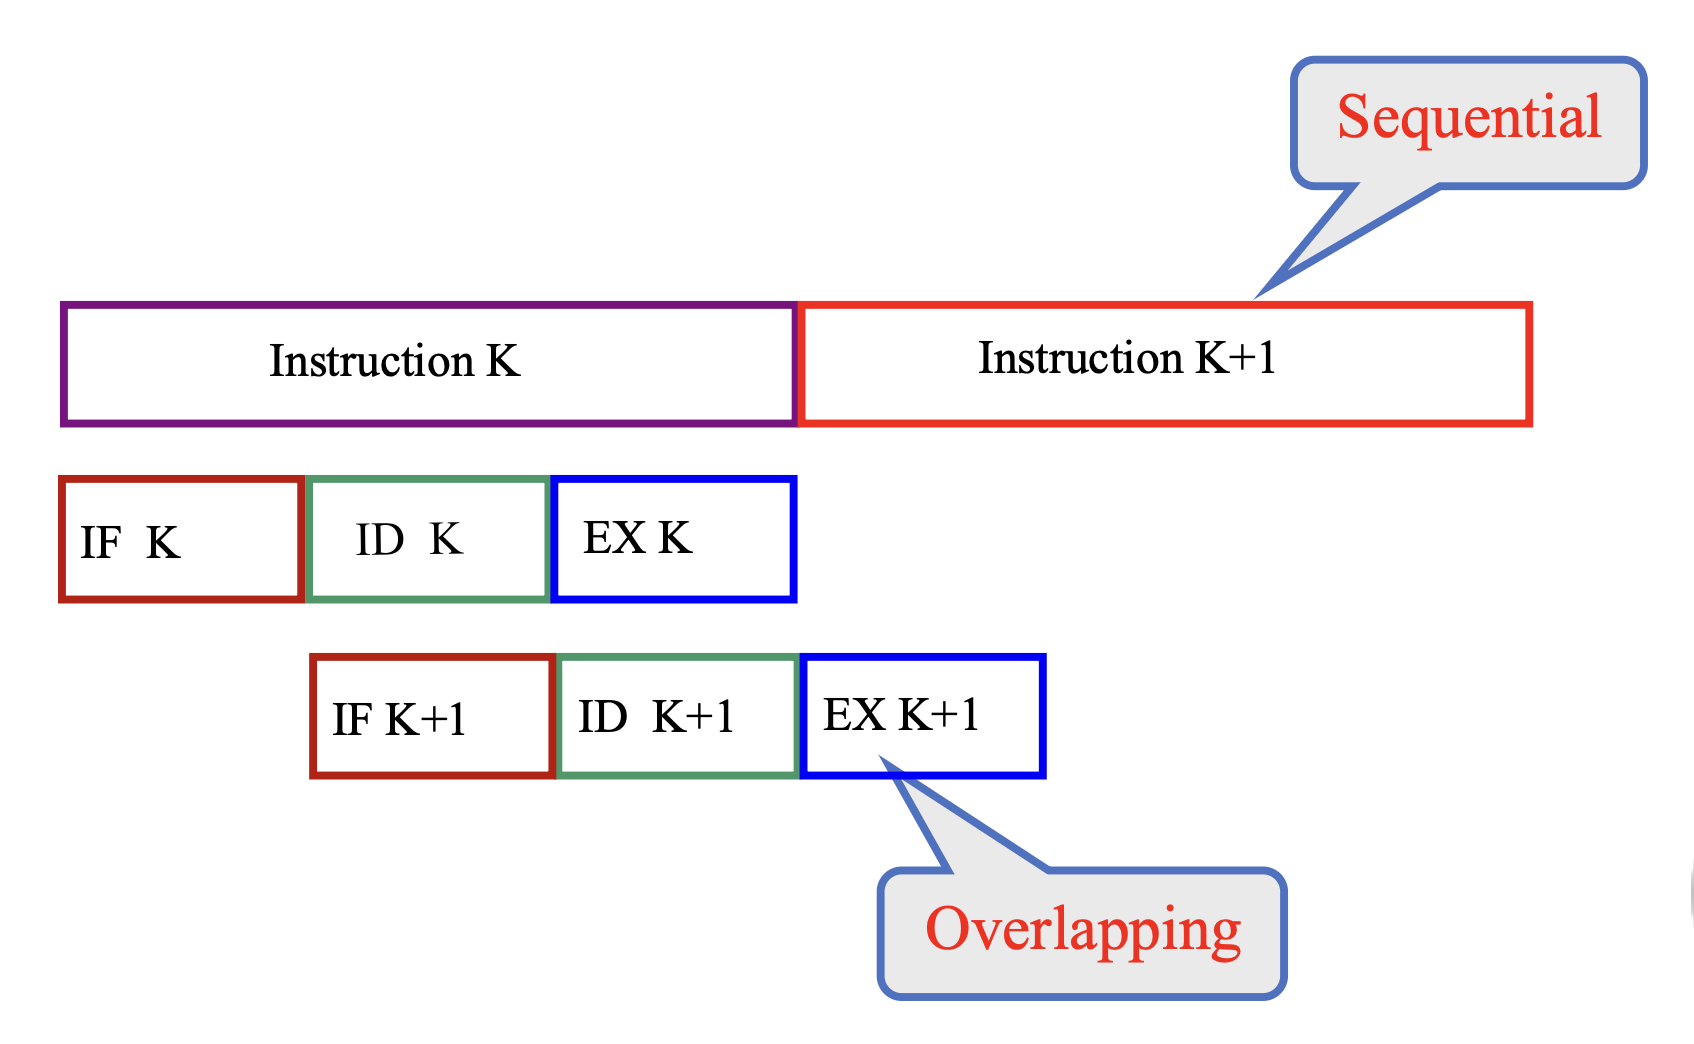 Sequential
Instruction K
Instruction K+1
IF K
ID K
EX K
IF K+1
ID K+1
EX K+1
Overlapping